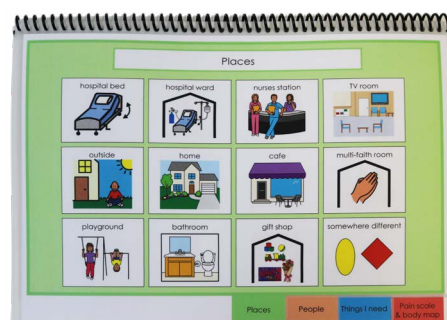 Places
hospital bed
hospital ward
nurses station
TV room
outside
home
cafe
multi-faith room
playground
bathroom
gift shop
somewhere different
Places
People
Things I need
Pain scale
& body map